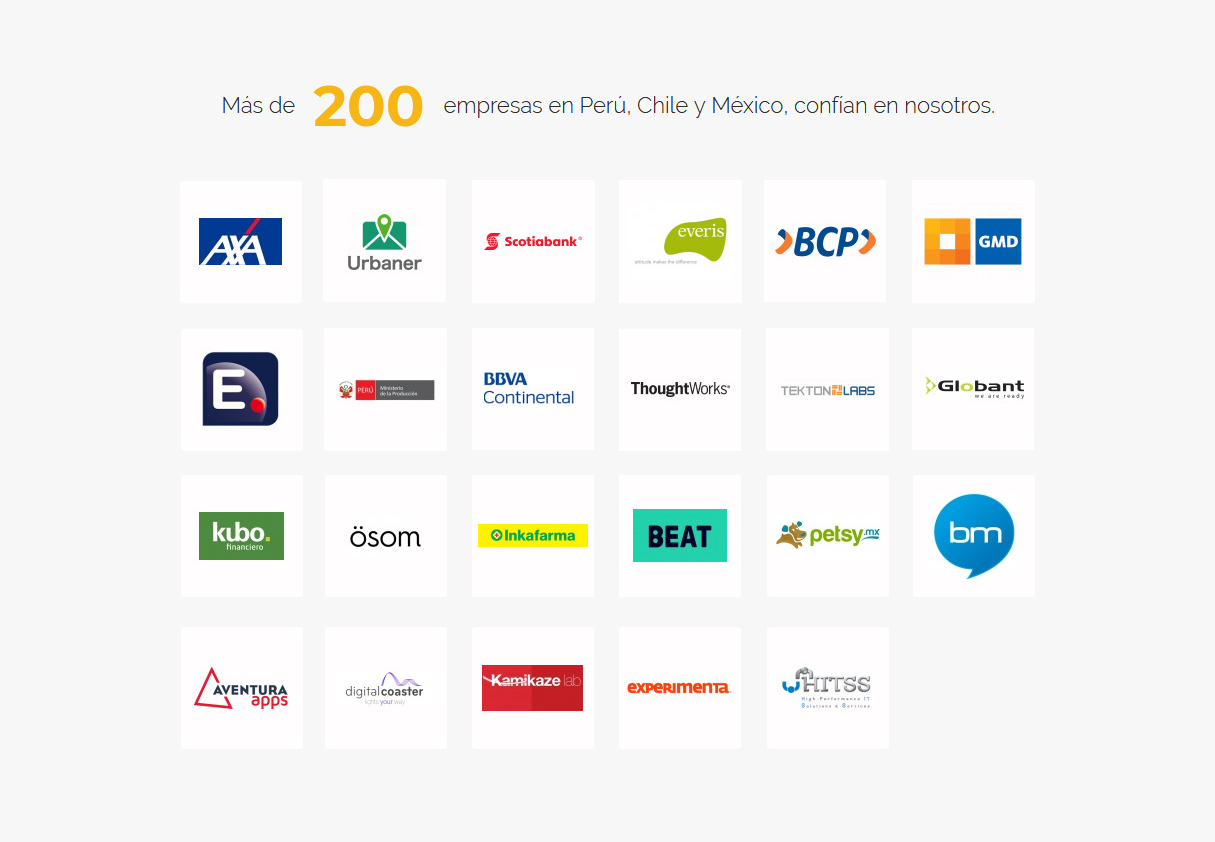 Más de 200 empresas en Perú, Chile y México, confían en nosotros.
AXA
Urbaner
Scotiabank®
everis
attitude makes the difference
BCP
GMD
E.
PERÚ
Ministerio
de la Producción
BBVA
Continental
ThoughtWorks®
TEKTON LABS
Globant
we are ready
kubo.
financiero
ösom
Inkafarma
BEAT
petsy.mx
bm
AVENTURA
apps
digitalcoaster
lights your way
Kamikaze lab
EXPERIMENTA
HITSS
High Performance IT
Solutions & Services